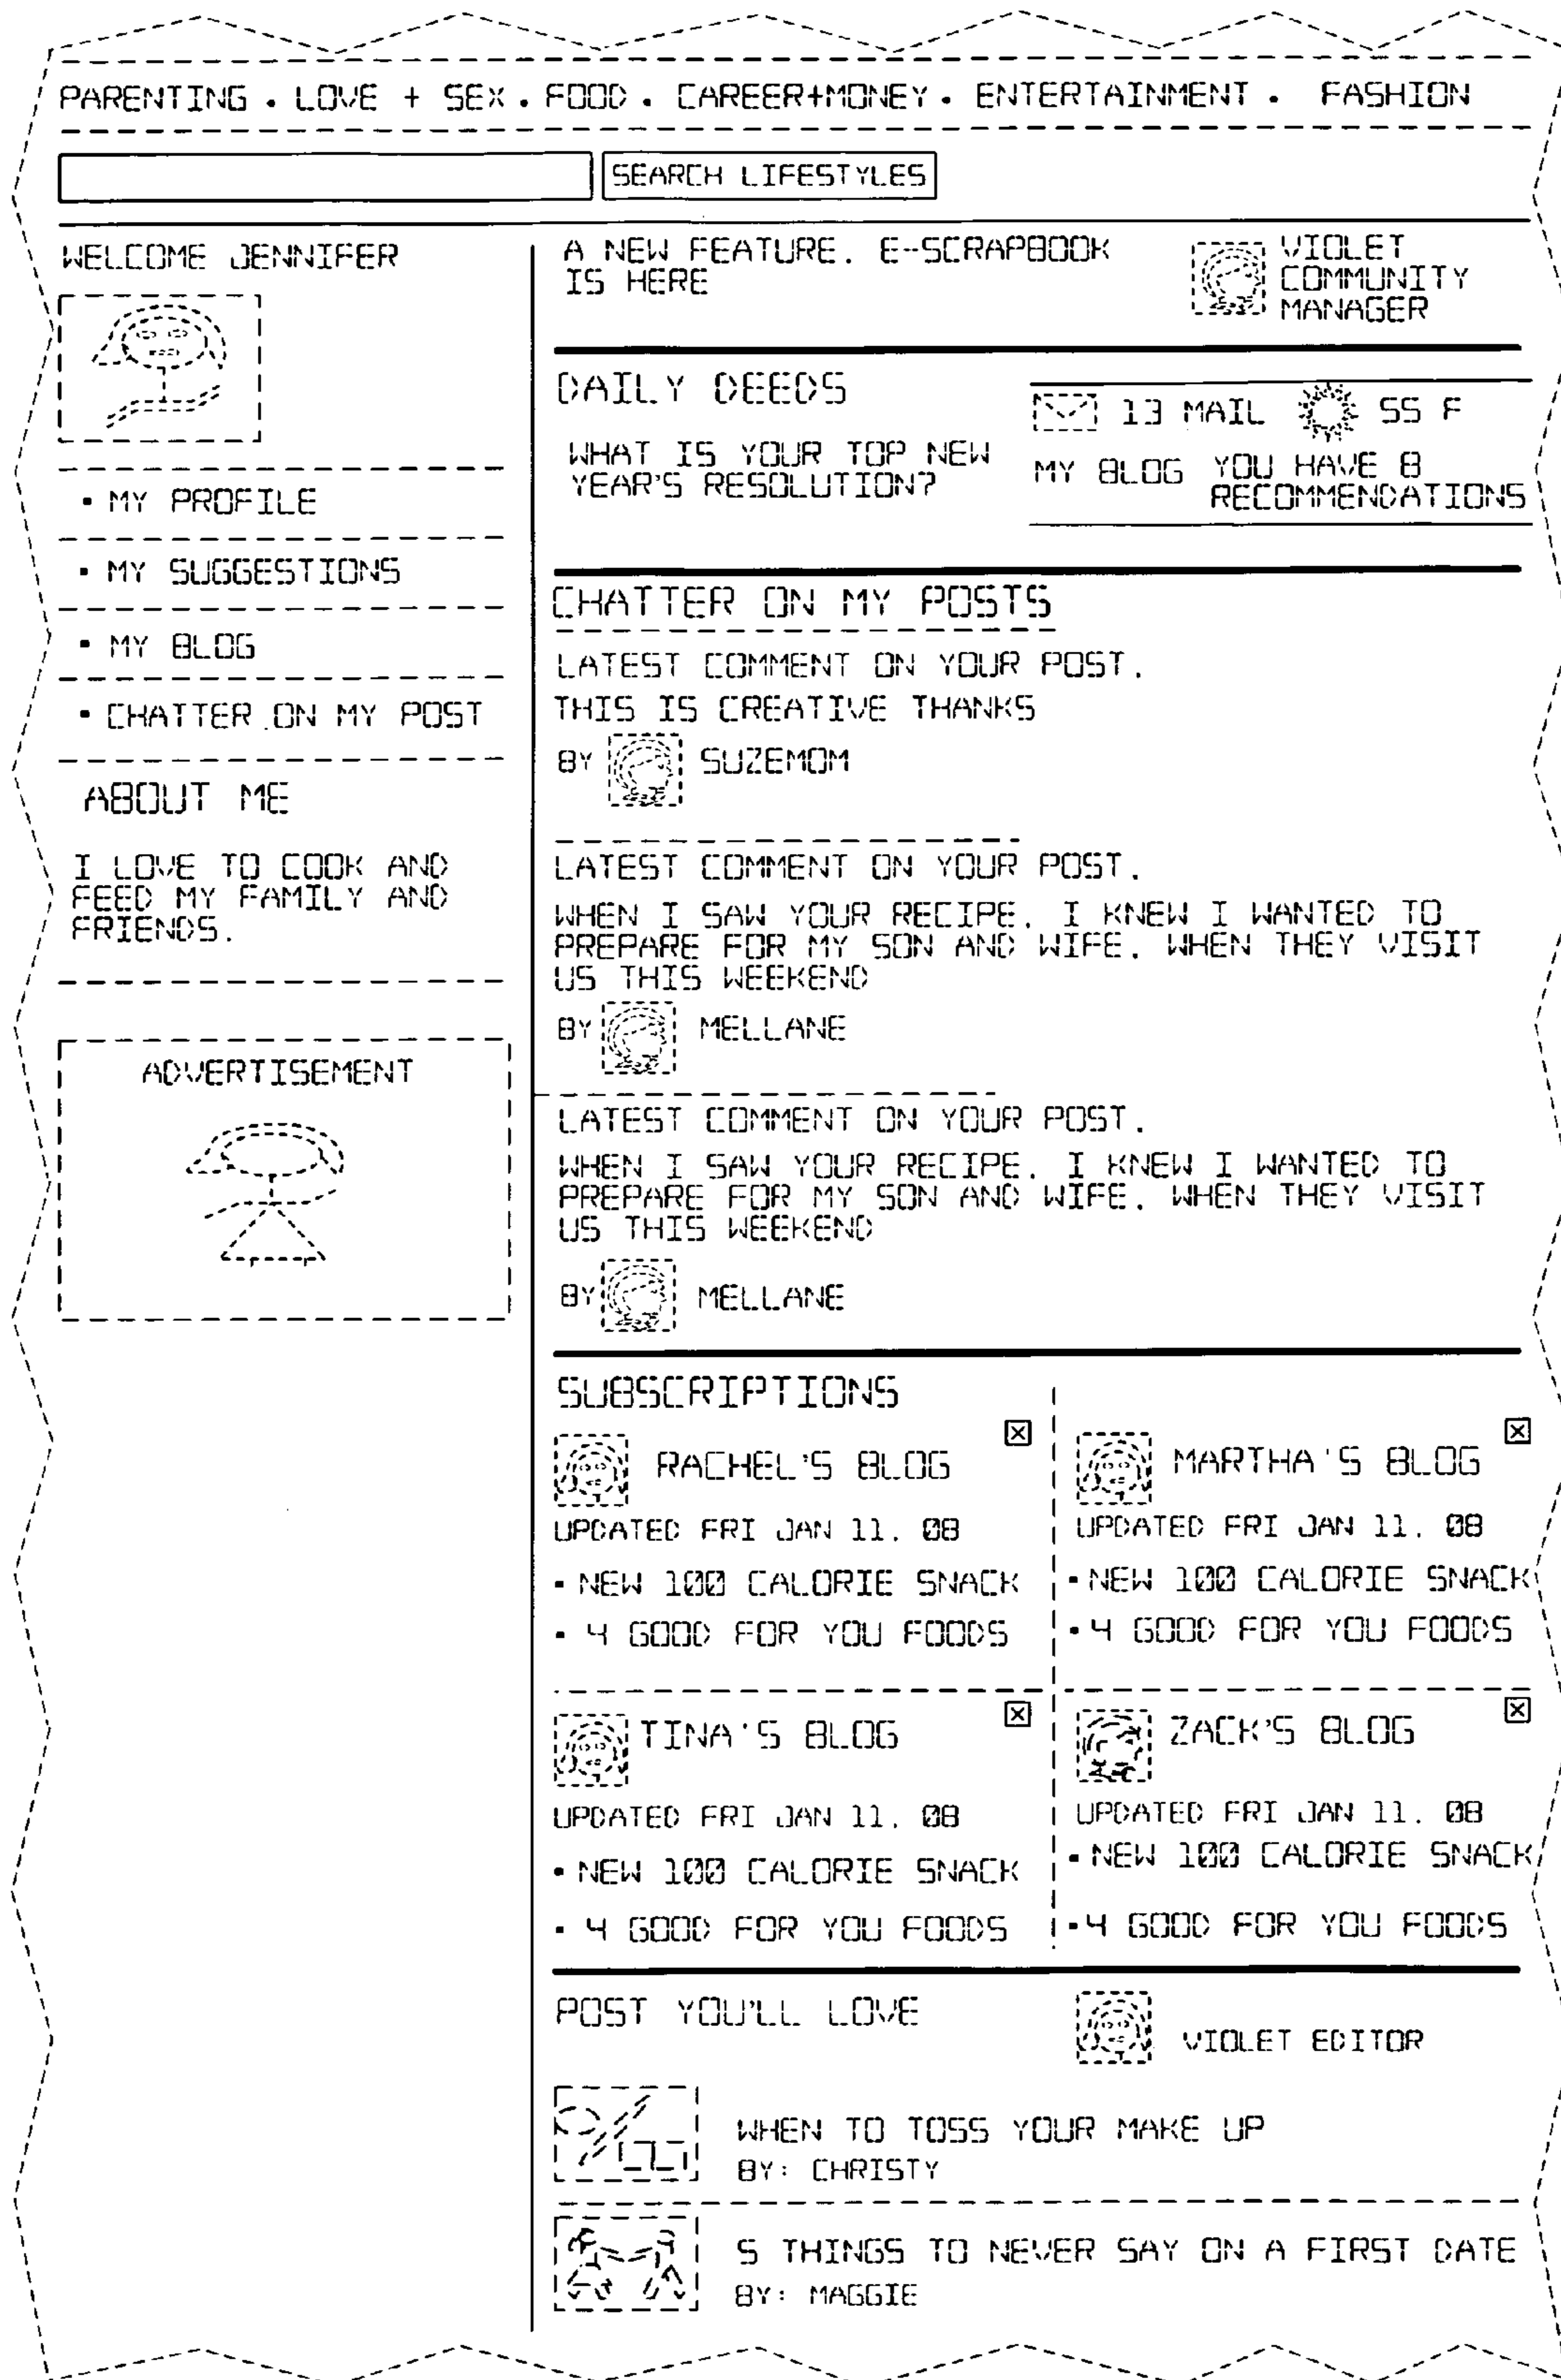 PARENTING . LOVE + SEX . FOOD . CAREER+MONEY . ENTERTAINMENT . FASHION
SEARCH LIFESTYLES
WELCOME JENNIFER
• MY PROFILE
• MY SUGGESTIONS
• MY BLOG
• CHATTER ON MY POST
ABOUT ME
I LOVE TO COOK AND
FEED MY FAMILY AND
FRIENDS.
ADVERTISEMENT
A NEW FEATURE. E-SCRAPBOOK
IS HERE
VIOLET
COMMUNITY
MANAGER
DAILY DEEDS
WHAT IS YOUR TOP NEW
YEAR'S RESOLUTION?
13 MAIL 55 F
MY BLOG YOU HAVE 8
RECOMMENDATIONS
CHATTER ON MY POSTS
LATEST COMMENT ON YOUR POST.
THIS IS CREATIVE THANKS
BY SUZEMOM
LATEST COMMENT ON YOUR POST.
WHEN I SAW YOUR RECIPE. I KNEW I WANTED TO
PREPARE FOR MY SON AND WIFE. WHEN THEY VISIT
US THIS WEEKEND
BY MELLANE
LATEST COMMENT ON YOUR POST.
WHEN I SAW YOUR RECIPE. I KNEW I WANTED TO
PREPARE FOR MY SON AND WIFE. WHEN THEY VISIT
US THIS WEEKEND
BY MELLANE
SUBSCRIPTIONS
RACHEL'S BLOG
UPDATED FRI JAN 11. 08
• NEW 100 CALORIE SNACK
• 4 GOOD FOR YOU FOODS
MARTHA'S BLOG
UPDATED FRI JAN 11. 08
• NEW 100 CALORIE SNACK
• 4 GOOD FOR YOU FOODS
TINA'S BLOG
UPDATED FRI JAN 11. 08
• NEW 100 CALORIE SNACK
• 4 GOOD FOR YOU FOODS
ZACK'S BLOG
UPDATED FRI JAN 11. 08
• NEW 100 CALORIE SNACK
• 4 GOOD FOR YOU FOODS
POST YOU'LL LOVE
VIOLET EDITOR
WHEN TO TOSS YOUR MAKE UP
BY: CHRISTY
5 THINGS TO NEVER SAY ON A FIRST DATE
BY: MAGGIE